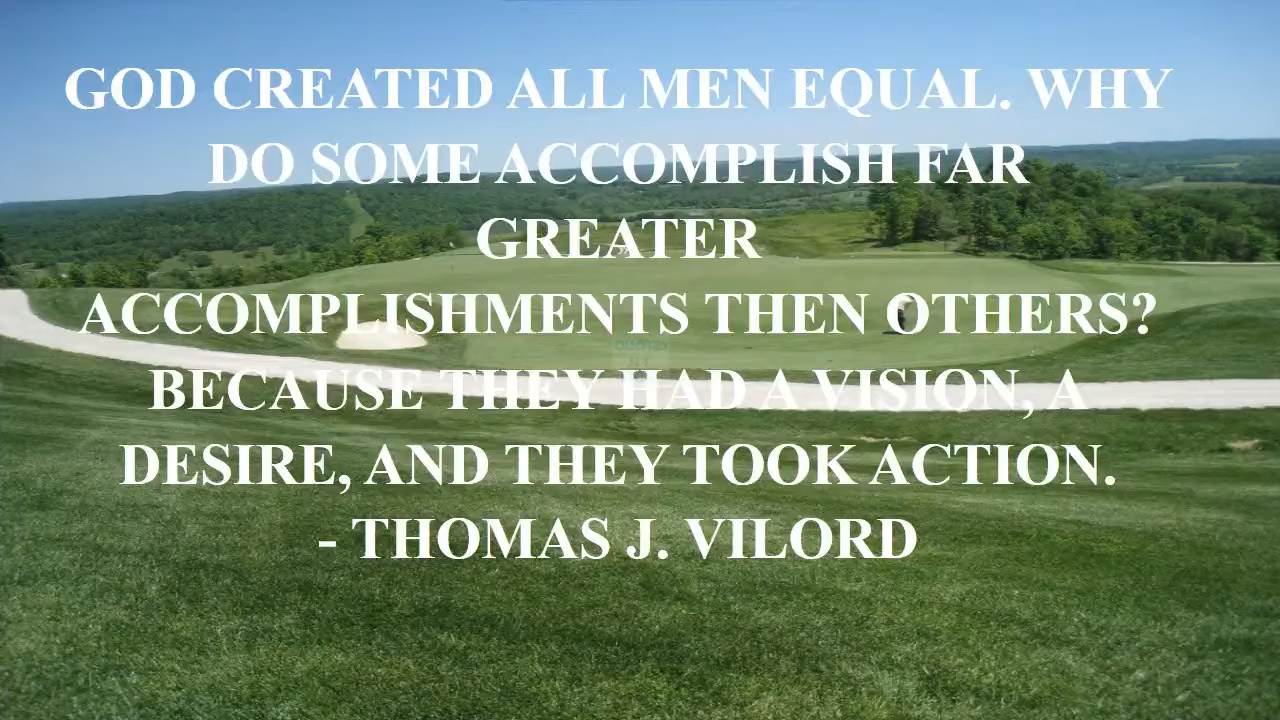 GOD CREATED ALL MEN EQUAL. WHY
DO SOME ACCOMPLISH FAR
GREATER
ACCOMPLISHMENTS THEN OTHERS?
BECAUSE THEY HAD A VISION, A
DESIRE, AND THEY TOOK ACTION.
- THOMAS J. VILORD